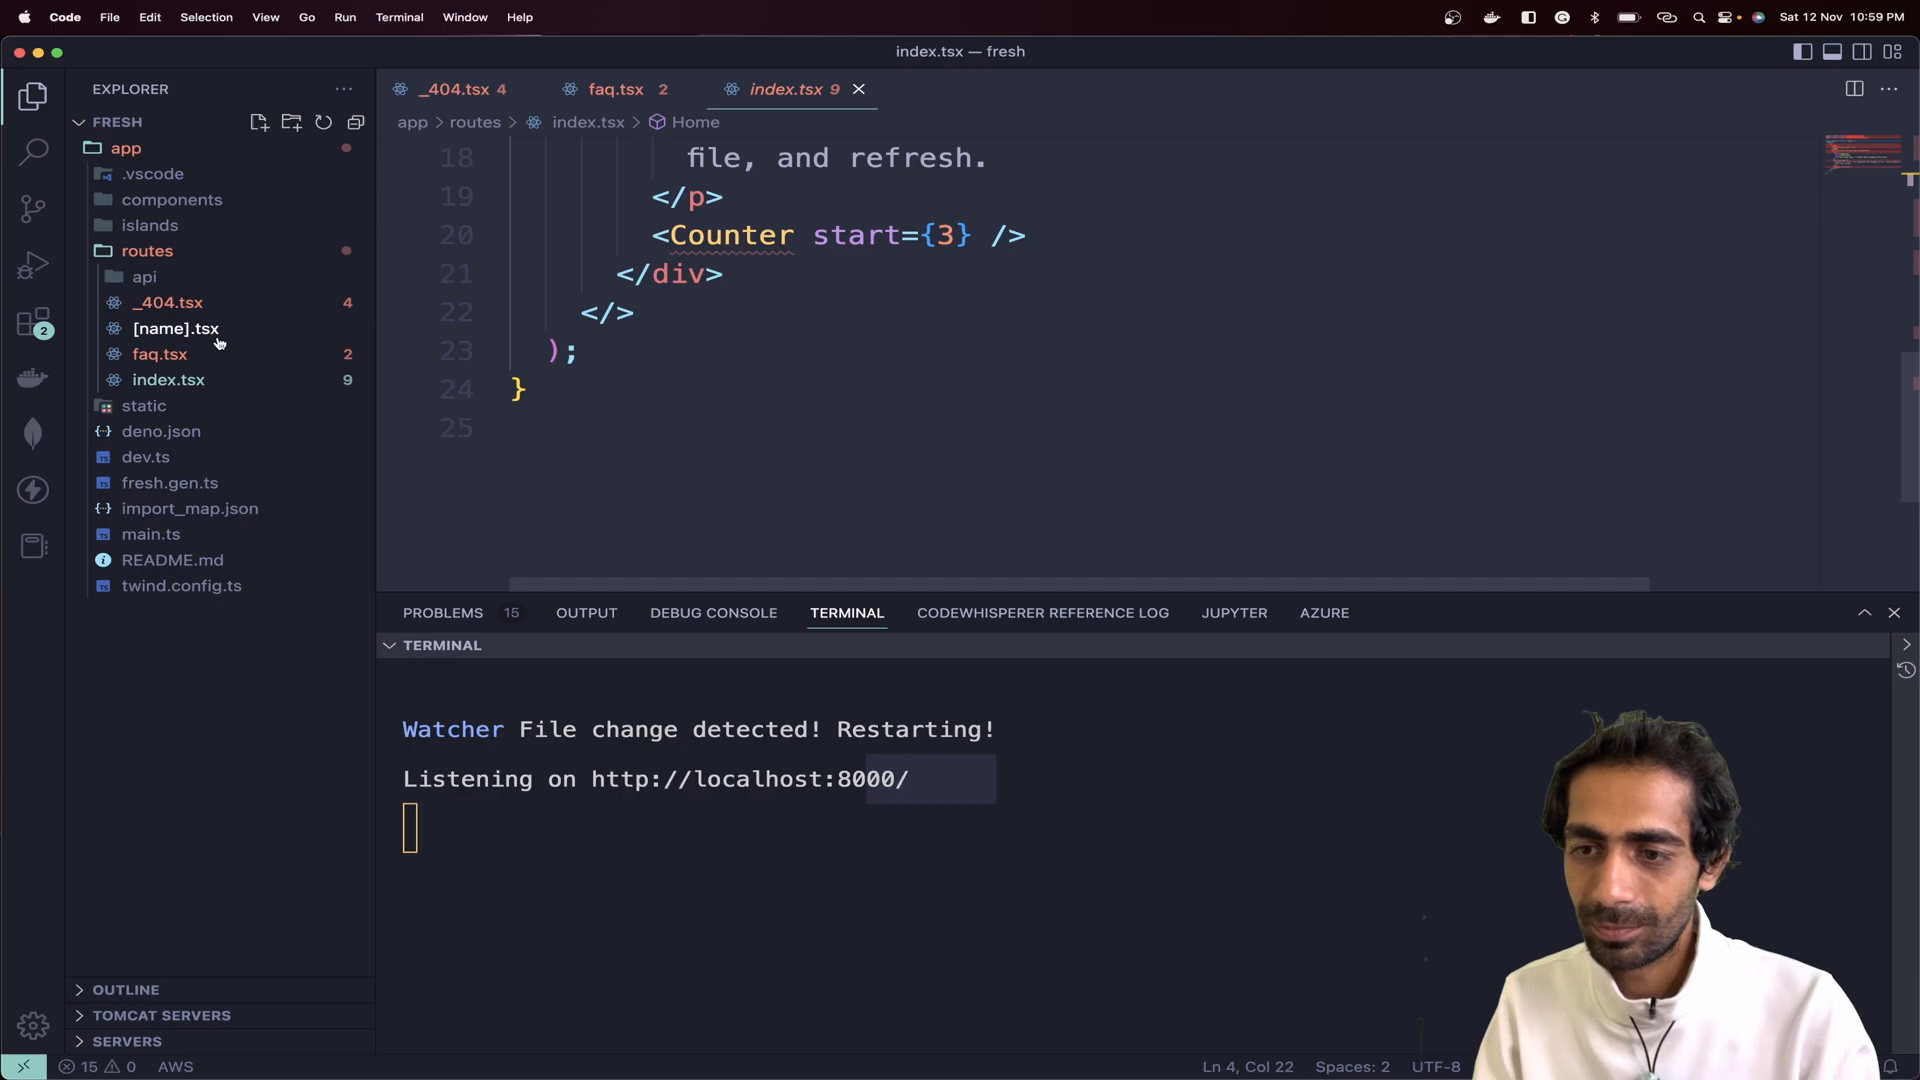 Code File Edit Selection View Go Run Terminal Window Help
Sat 12 Nov 10:59 PM
index.tsx — fresh
EXPLORER
FRESH
app
.vscode
components
islands
routes
api
_404.tsx 4
[name].tsx
faq.tsx 2
index.tsx 9
static
deno.json
dev.ts
fresh.gen.ts
import_map.json
main.ts
README.md
twind.config.ts
OUTLINE
TOMCAT SERVERS
SERVERS
2
_404.tsx 4 faq.tsx 2 index.tsx 9
app > routes > index.tsx > Home
18 file, and refresh.
19 </p>
20 <Counter start={3} />
21 </div>
22 </>
23 );
24 }
25
PROBLEMS 15 OUTPUT DEBUG CONSOLE TERMINAL CODEWHISPERER REFERENCE LOG JUPYTER AZURE
TERMINAL
Watcher File change detected! Restarting!
Listening on http://localhost:8000/
15 0 AWS
Ln 4, Col 22 Spaces: 2 UTF-8